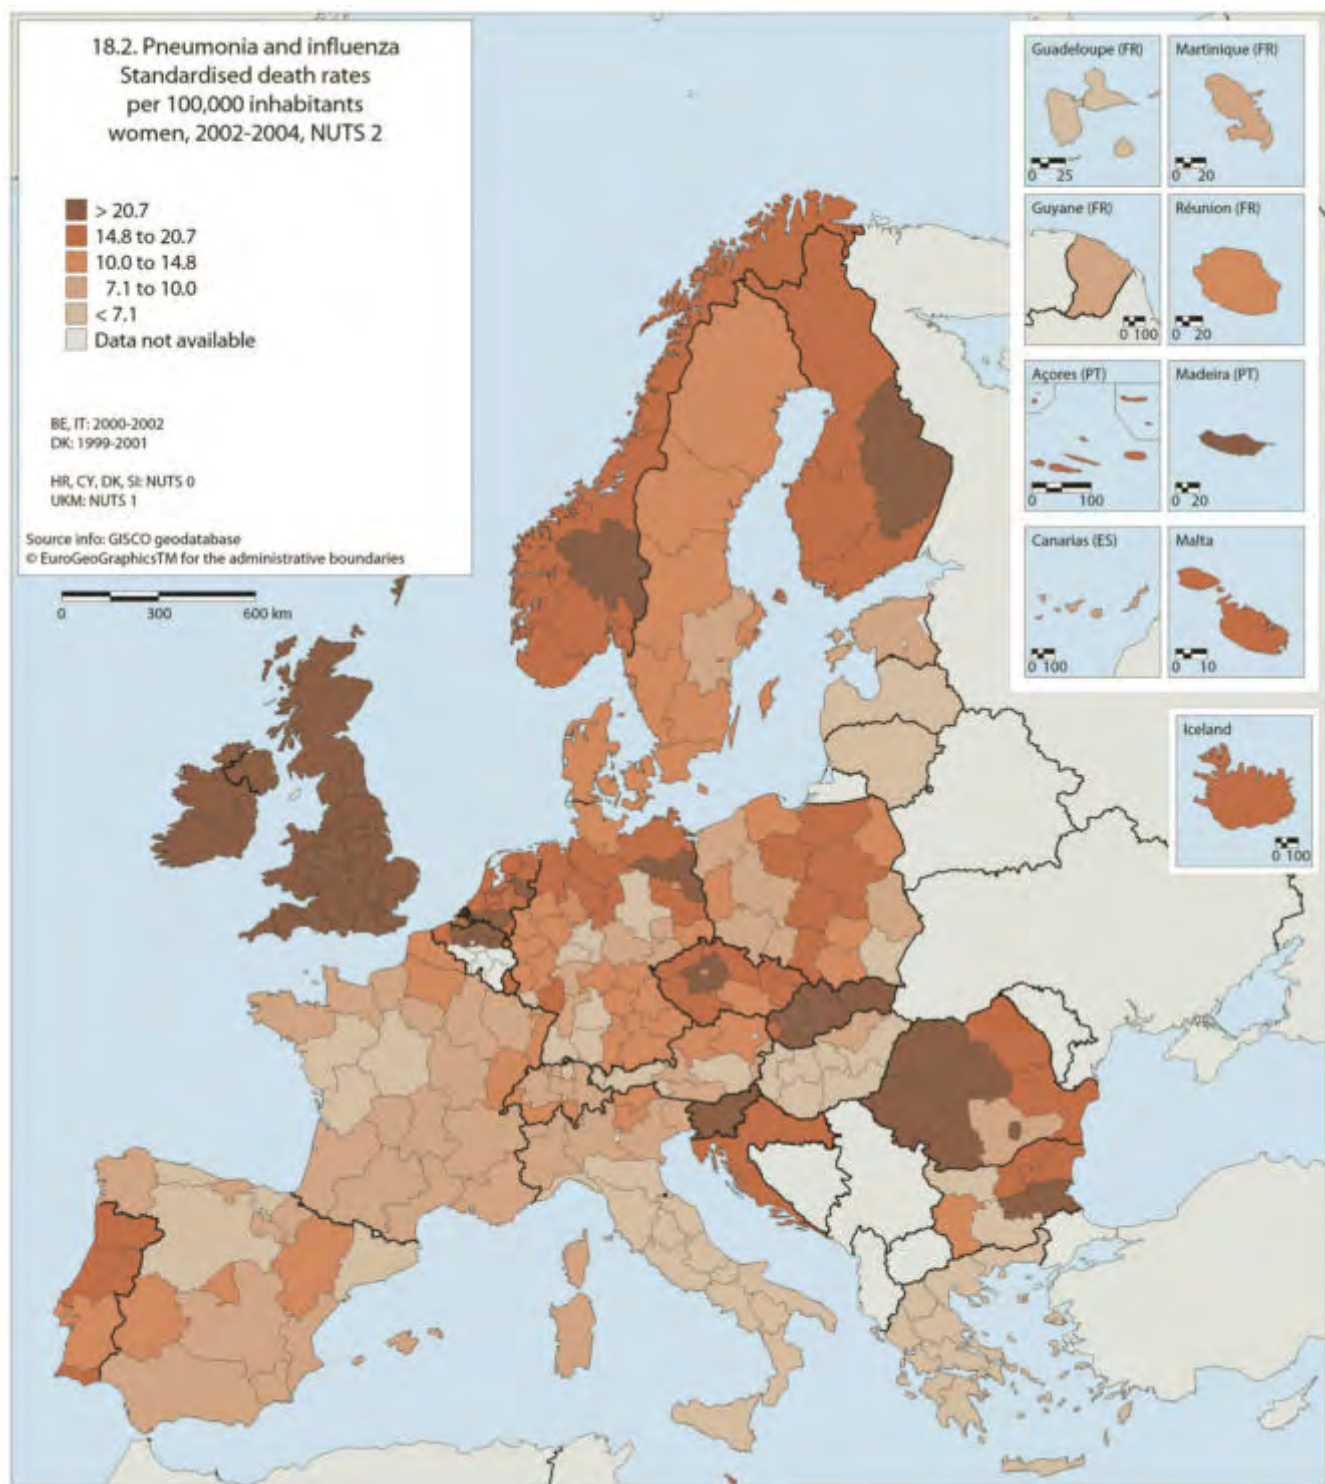 18.2. Pneumonia and influenza
Standardised death rates
per 100,000 inhabitants
women, 2002-2004, NUTS 2
> 20.7
14.8 to 20.7
10.0 to 14.8
7.1 to 10.0
< 7.1
Data not available
BE, IT: 2000-2002
DK: 1999-2001
HR, CY, DK, SI: NUTS 0
UKM: NUTS 1
Source info: GISCO geodatabase
© EuroGeoGraphicsTM for the administrative boundaries
0 300 600 km
Guadeloupe (FR)
0 25
Martinique (FR)
0 20
Guyane (FR)
0 100
Réunion (FR)
0 20
Açores (PT)
0 100
Madeira (PT)
0 20
Canarias (ES)
0 100
Malta
0 10
Iceland
0 100